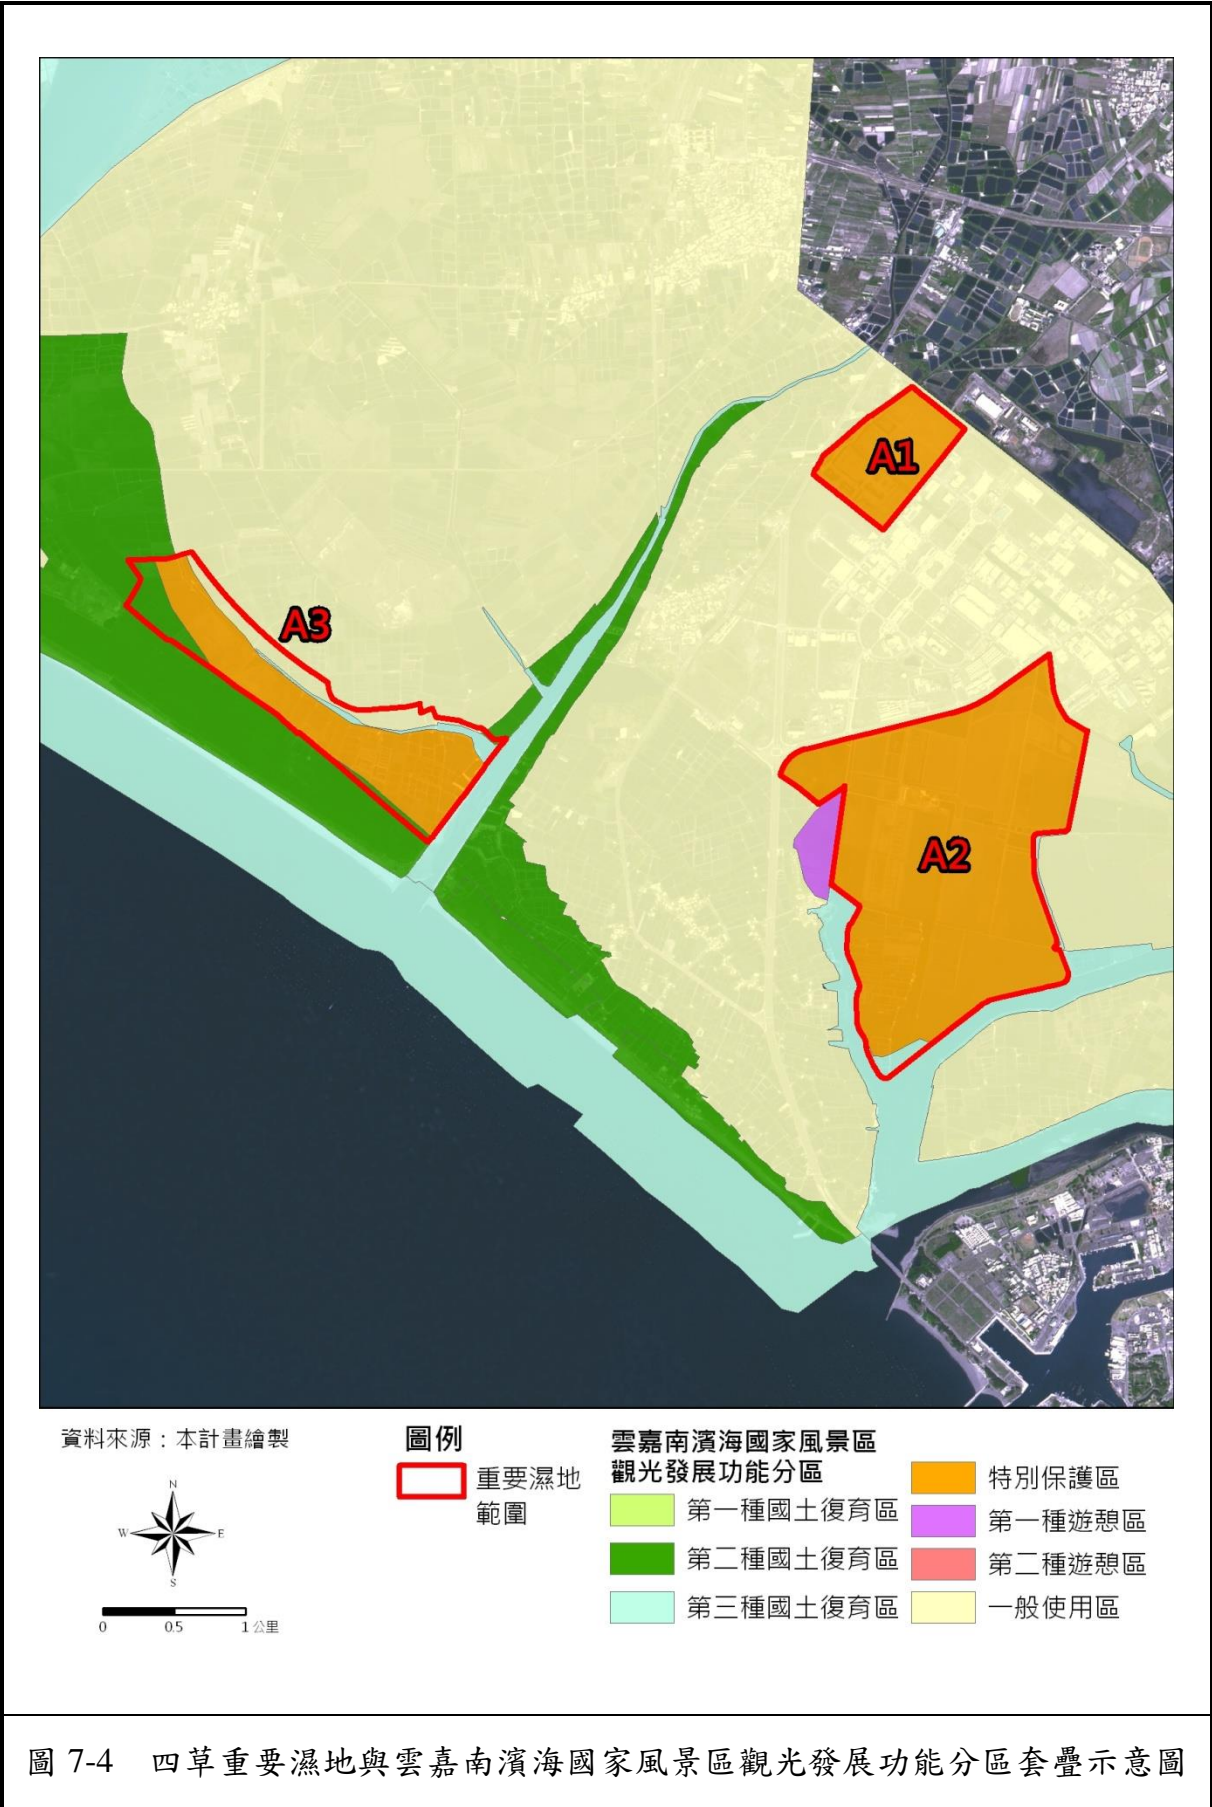 A1
A3
A2
資料來源：本計畫繪製
N
W
E
S
0
0.5
1公里
圖例
重要濕地
範圍
雲嘉南濱海國家風景區
觀光發展功能分區
第一種國土復育區
第二種國土復育區
第三種國土復育區
特別保護區
第一種遊憩區
第二種遊憩區
一般使用區
圖 7-4 四草重要濕地與雲嘉南濱海國家風景區觀光發展功能分區套疊示意圖